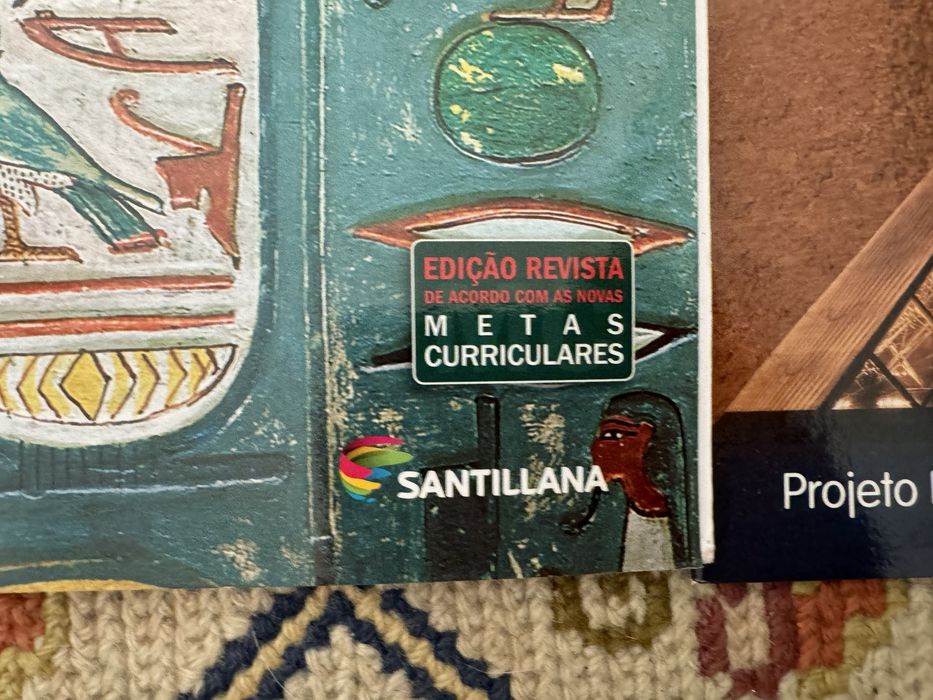 EDIÇÃO REVISTA
DE ACORDO COM AS NOVAS
METAS
CURRICULARES
SANTILLANA
Projeto